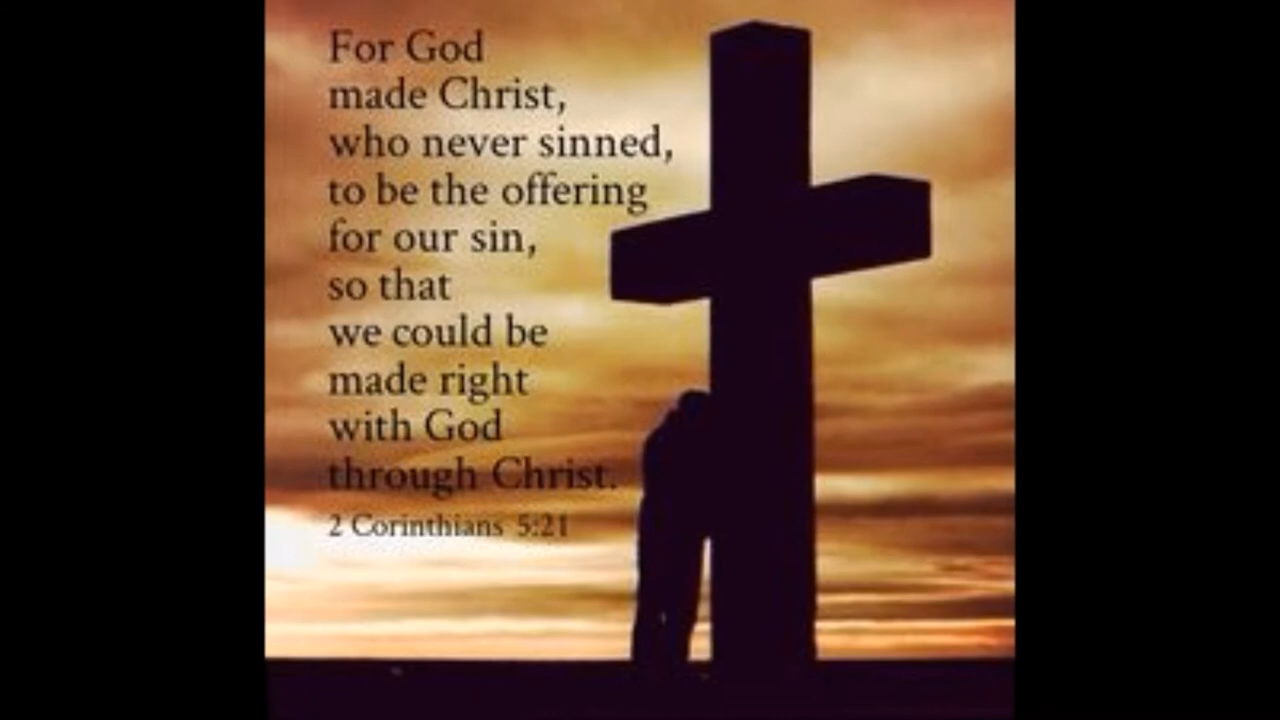 For God
made Christ,
who never sinned,
to be the offering
for our sin,
so that
we could be
made right
with God
through Christ.
2 Corinthians 5:21